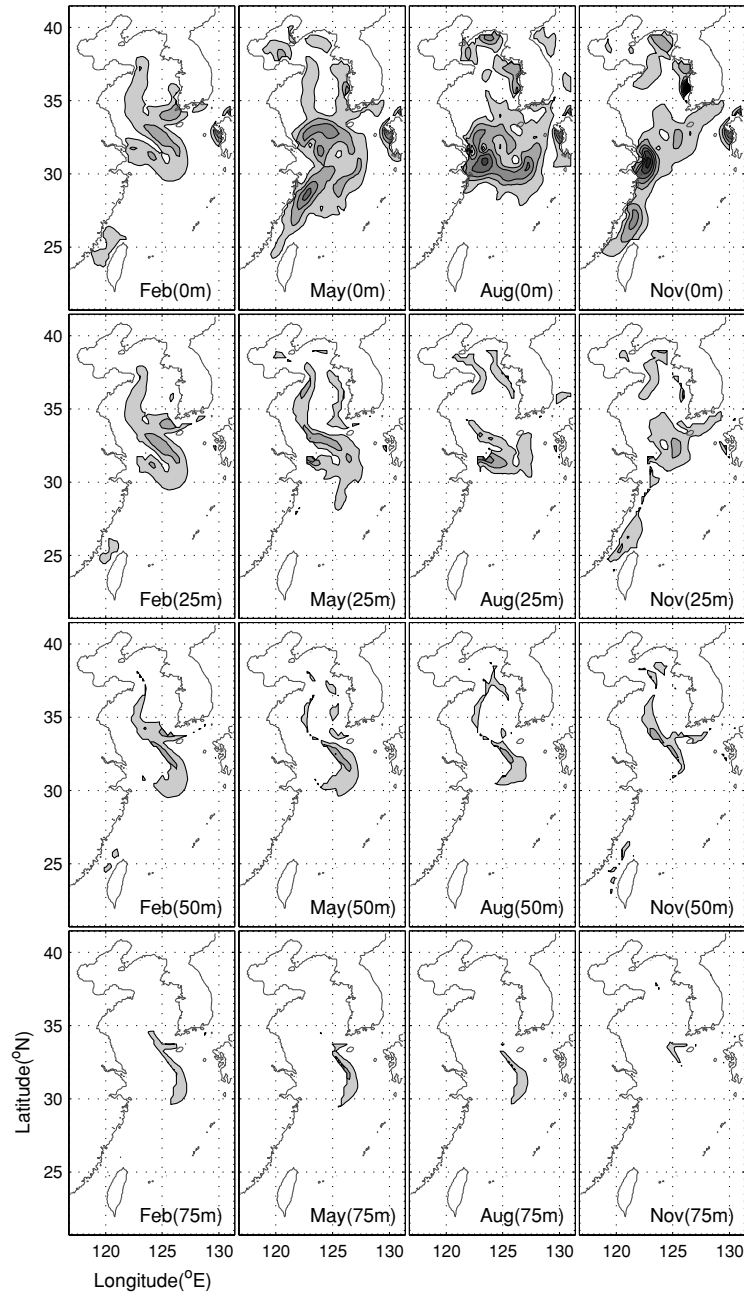 40
35
30
25
Feb(0m) May(0m) Aug(0m) Nov(0m)
40
35
30
25
Feb(25m) May(25m) Aug(25m) Nov(25m)
40
35
30
25
Feb(50m) May(50m) Aug(50m) Nov(50m)
40
35
30
25
Feb(75m) May(75m) Aug(75m) Nov(75m)
Latitude(°N)
120 125 130 120 125 130 120 125 130 120 125 130
Longitude(°E)